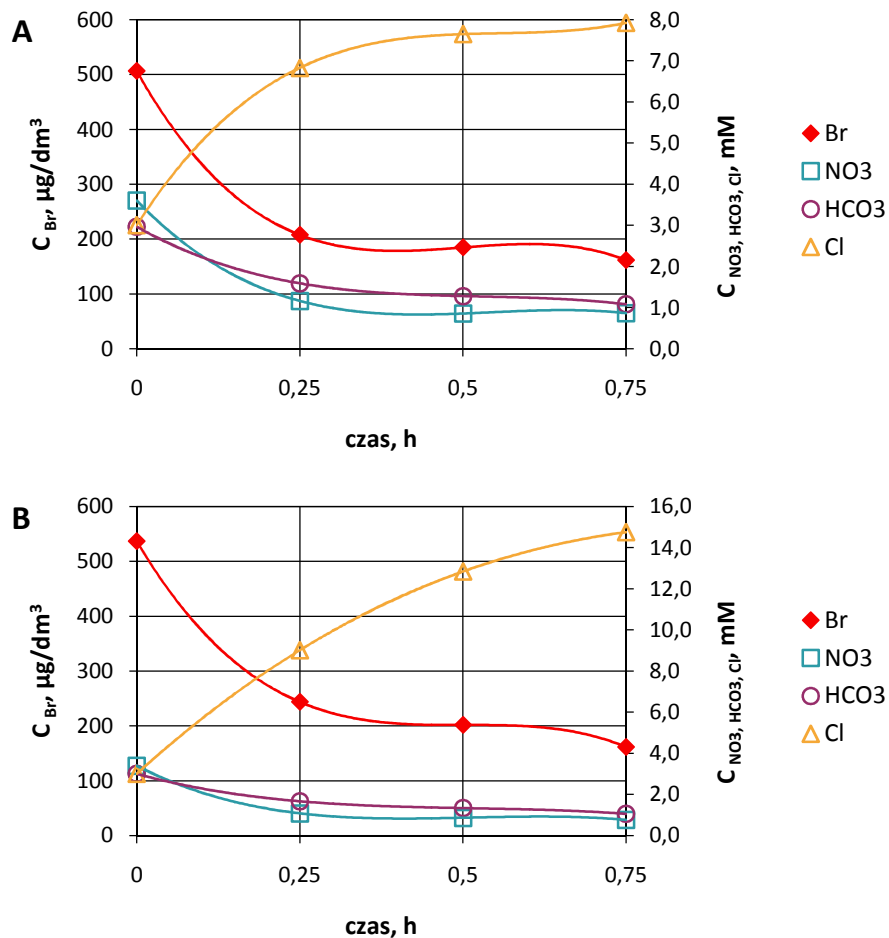 A
600
500
400
300
200
100
0
C Br, µg/dm³
8,0
7,0
6,0
5,0
4,0
3,0
2,0
1,0
0,0
C NO3, HCO3, Cl, mM
0 0,25 0,5 0,75
czas, h
Br
NO3
HCO3
Cl
B
600
500
400
300
200
100
0
C Br, µg/dm³
16,0
14,0
12,0
10,0
8,0
6,0
4,0
2,0
0,0
C NO3, HCO3, Cl, mM
0 0,25 0,5 0,75
czas, h
Br
NO3
HCO3
Cl